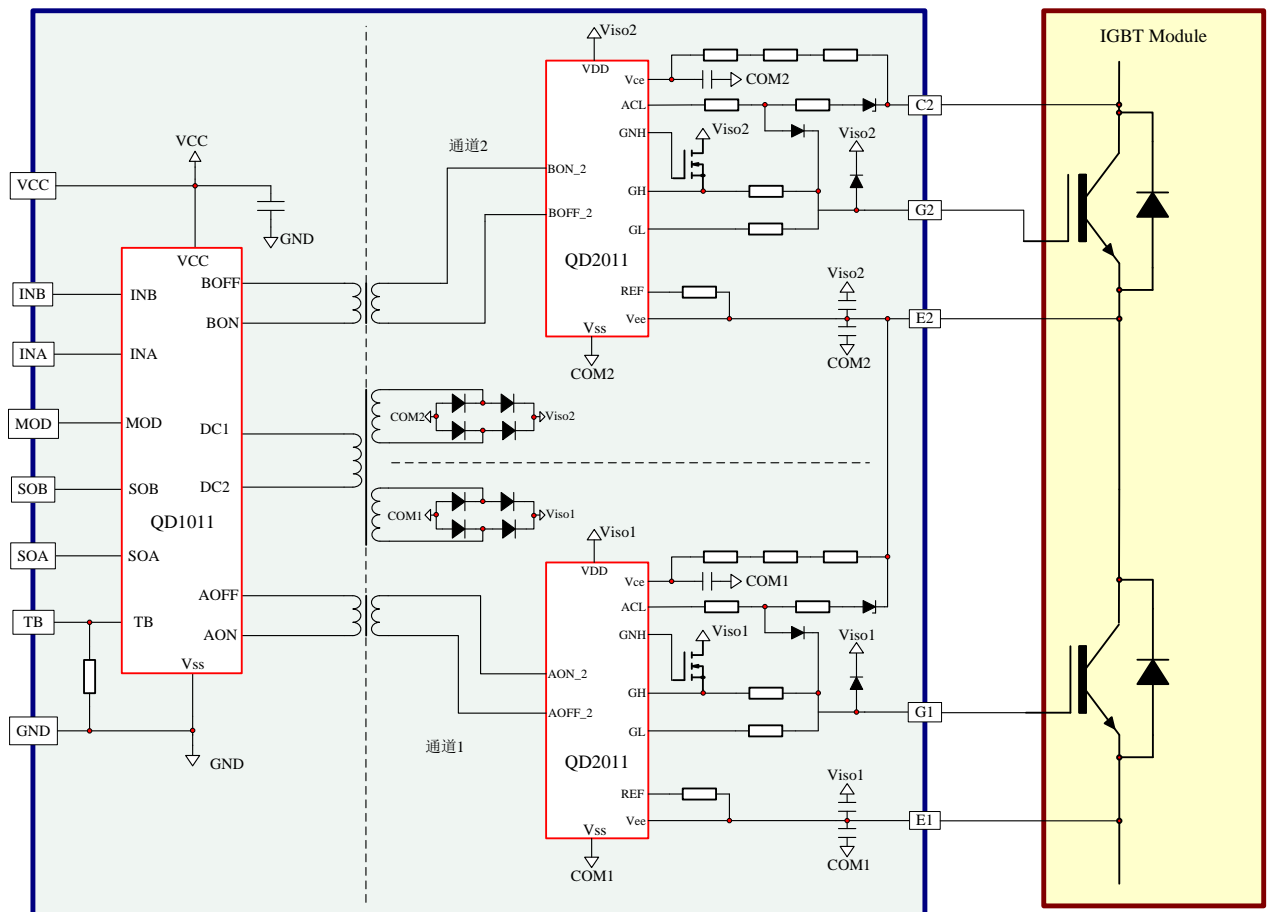 IGBT Module
Viso2
VDD
Vce
COM2
ACL
C2
GNH
Viso2
Viso2
通道2
VCC
BON_2
VCC
GH
BOFF_2
G2
GL
GND
QD2011
VCC
BOFF
INB
INB
REF
Viso2
BON
Vee
E2
Vss
INA
INA
COM2
COM2
COM2
Viso2
MOD
MOD
DC1
SOB
SOB
DC2
QD1011
COM1
Viso1
Viso1
SOA
SOA
VDD
Vce
COM1
AOFF
ACL
TB
TB
AON
GNH
Viso1
Viso1
Vss
AON_2
GH
AOFF_2
G1
GND
GL
通道1
GND
QD2011
Viso1
REF
Vee
E1
Vss
COM1
COM1